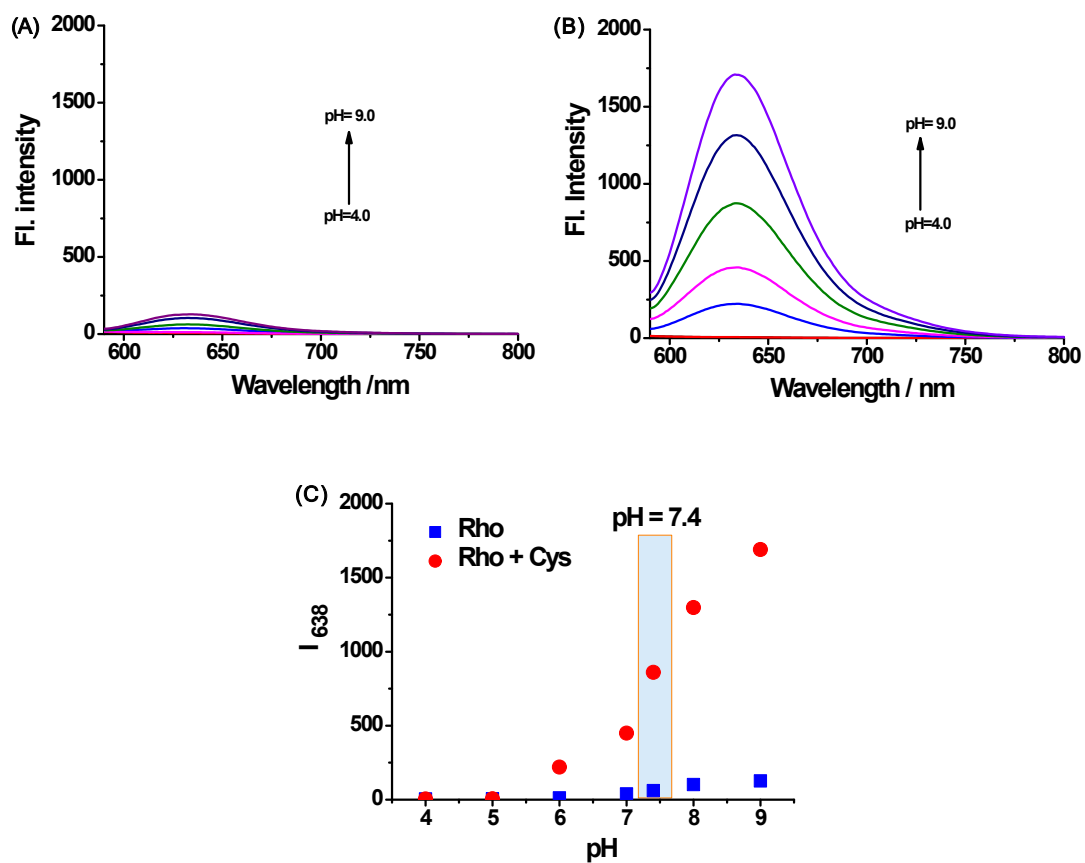 (A)
2000
1500
1000
500
0
Fl. intensity
pH= 9.0
pH=4.0
600 650 700 750 800
Wavelength /nm
(B)
2000
1500
1000
500
0
Fl. Intensity
pH= 9.0
pH=4.0
600 650 700 750 800
Wavelength / nm
(C)
2000
1500
1000
500
0
I 638
Rho
Rho + Cys
pH = 7.4
4 5 6 7 8 9
pH